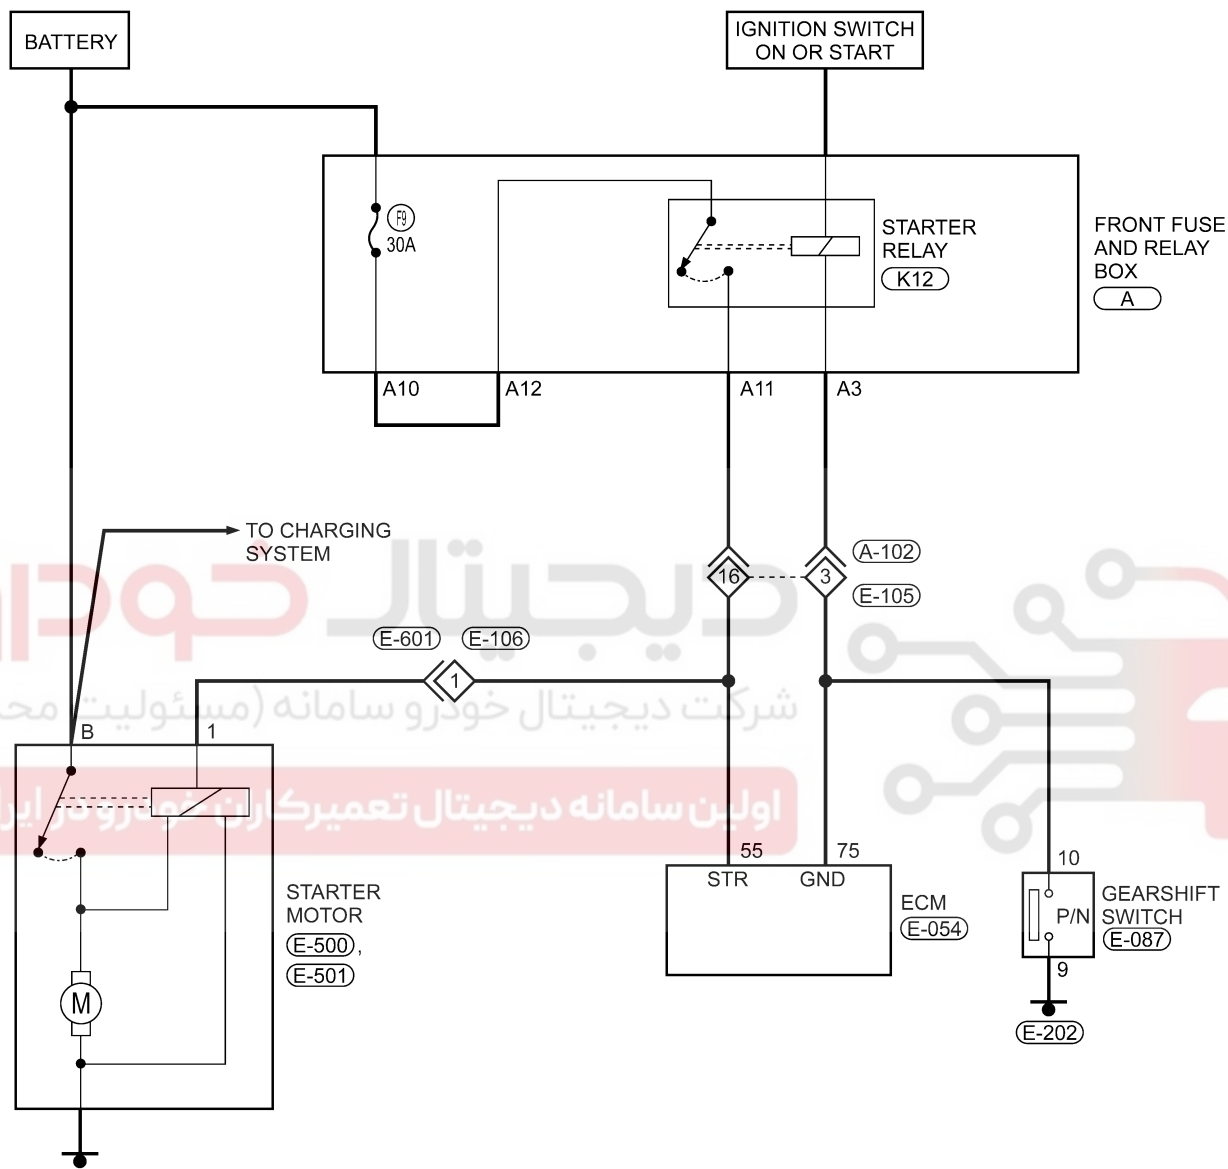 BATTERY
IGNITION SWITCH
ON OR START
F9
30A
STARTER
RELAY
K12
FRONT FUSE
AND RELAY
BOX
A
A10
A12
A11
A3
TO CHARGING
SYSTEM
16
3
A-102
E-105
دیجیتال خودرو
E-601
E-106
1
شرکت دیجیتال خودرو سامانه (مسئولیت
B
1
اولین سامانه دیجیتال تعمیرکاران خودرو در
55
75
STR
GND
ECM
E-054
10
P/N
GEARSHIFT
SWITCH
E-087
9
E-202
STARTER
MOTOR
E-500 ,
E-501
M